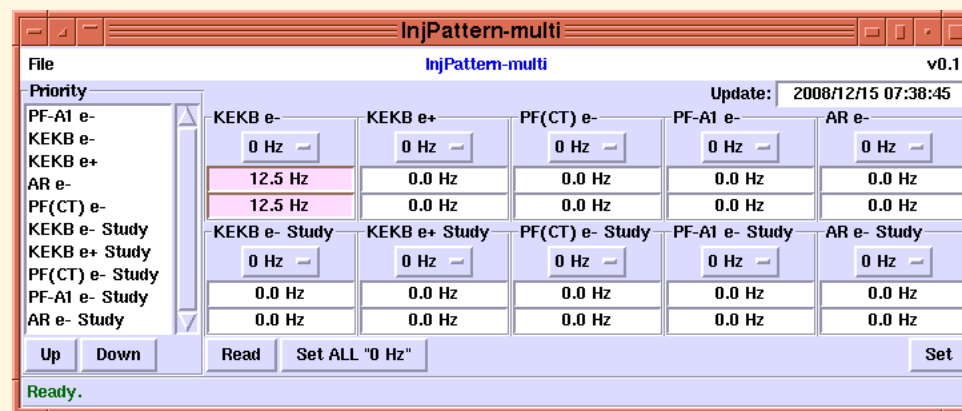 InjPattern-multi
File InjPattern-multi v0.1
Priority
Update: 2008/12/15 07:38:45
PF-A1 e-
KEKB e-
KEKB e+
AR e-
PF(CT) e-
KEKB e- Study
KEKB e+ Study
PF(CT) e- Study
PF-A1 e- Study
AR e- Study
Up Down
KEKB e- KEKB e+ PF(CT) e- PF-A1 e- AR e-
0 Hz 0 Hz 0 Hz 0 Hz 0 Hz
12.5 Hz 0.0 Hz 0.0 Hz 0.0 Hz 0.0 Hz
12.5 Hz 0.0 Hz 0.0 Hz 0.0 Hz 0.0 Hz
KEKB e- Study KEKB e+ Study PF(CT) e- Study PF-A1 e- Study AR e- Study
0 Hz 0 Hz 0 Hz 0 Hz 0 Hz
0.0 Hz 0.0 Hz 0.0 Hz 0.0 Hz 0.0 Hz
0.0 Hz 0.0 Hz 0.0 Hz 0.0 Hz 0.0 Hz
Read Set ALL "0 Hz" Set
Ready.